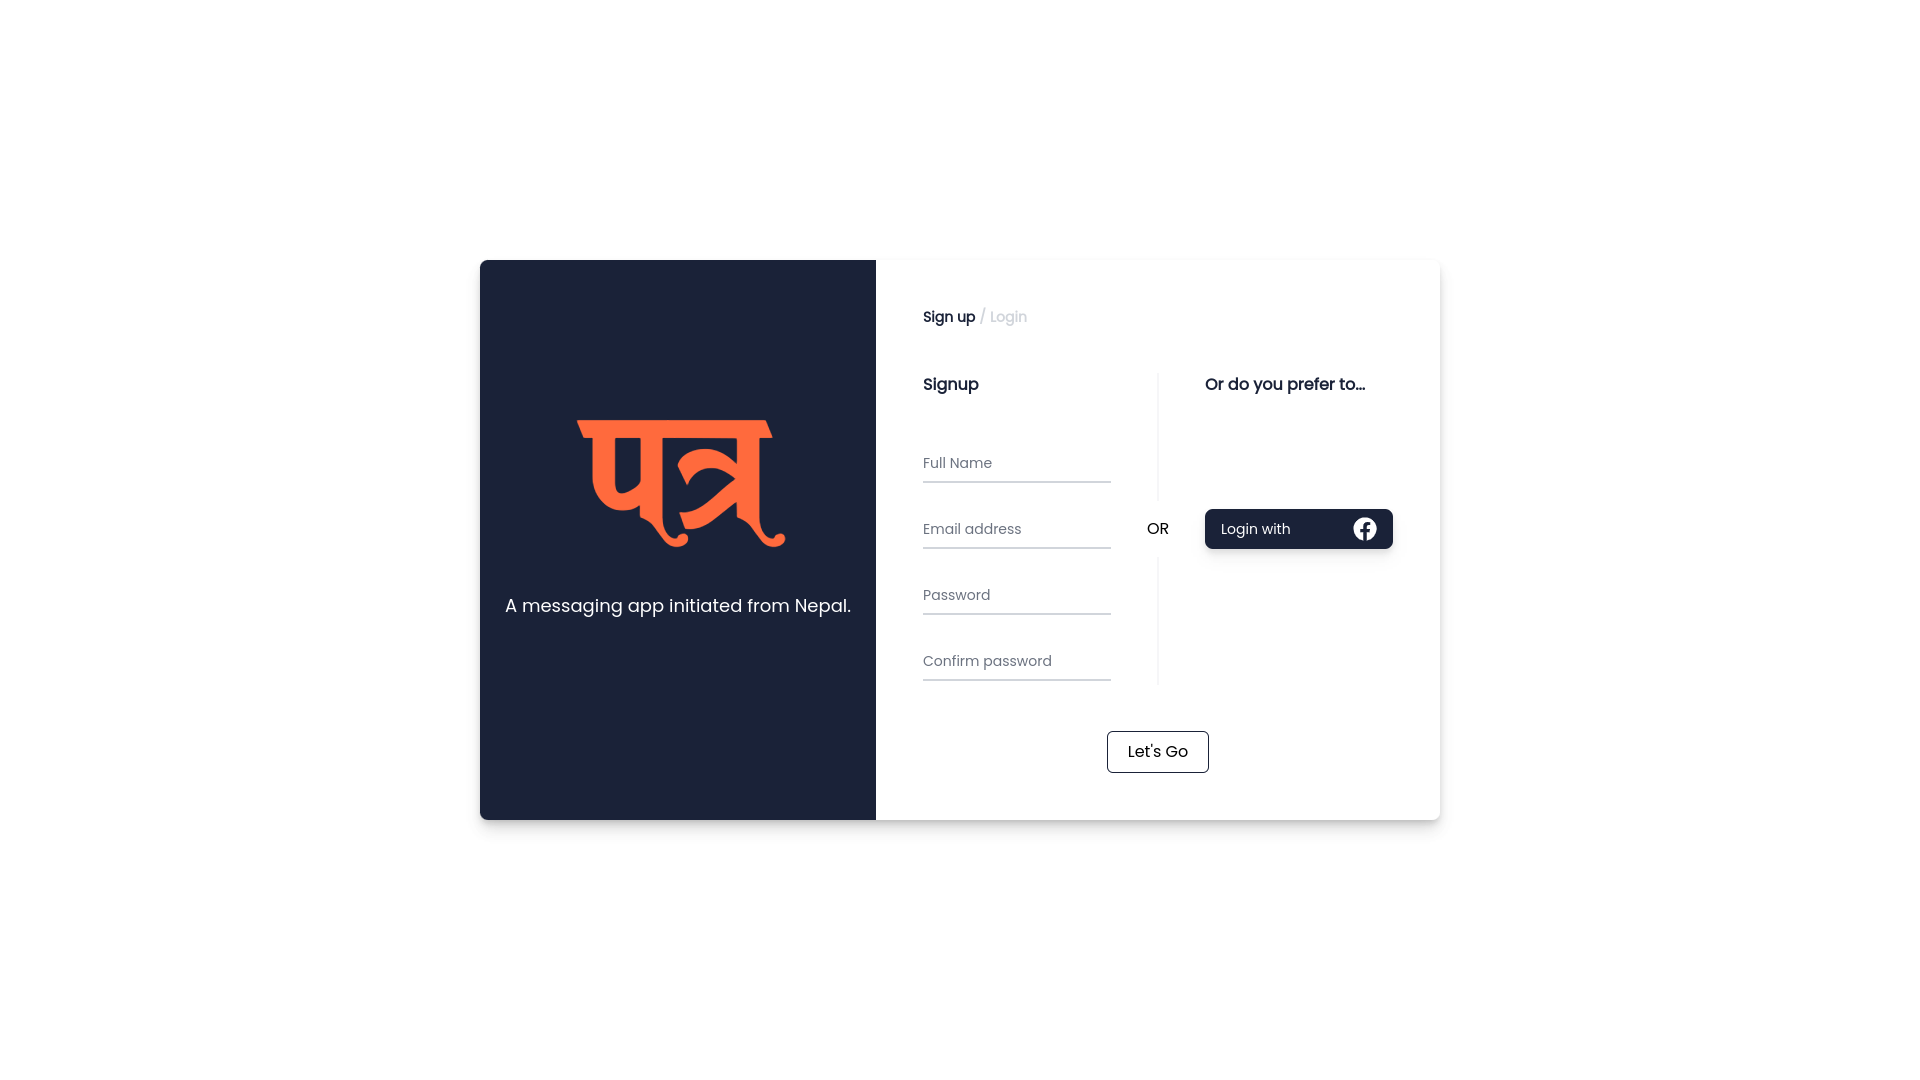 पत्र
A messaging app initiated from Nepal.
Sign up / Login
Signup
Full Name
Email address
Password
Confirm password
OR
Or do you prefer to...
Login with
Let's Go